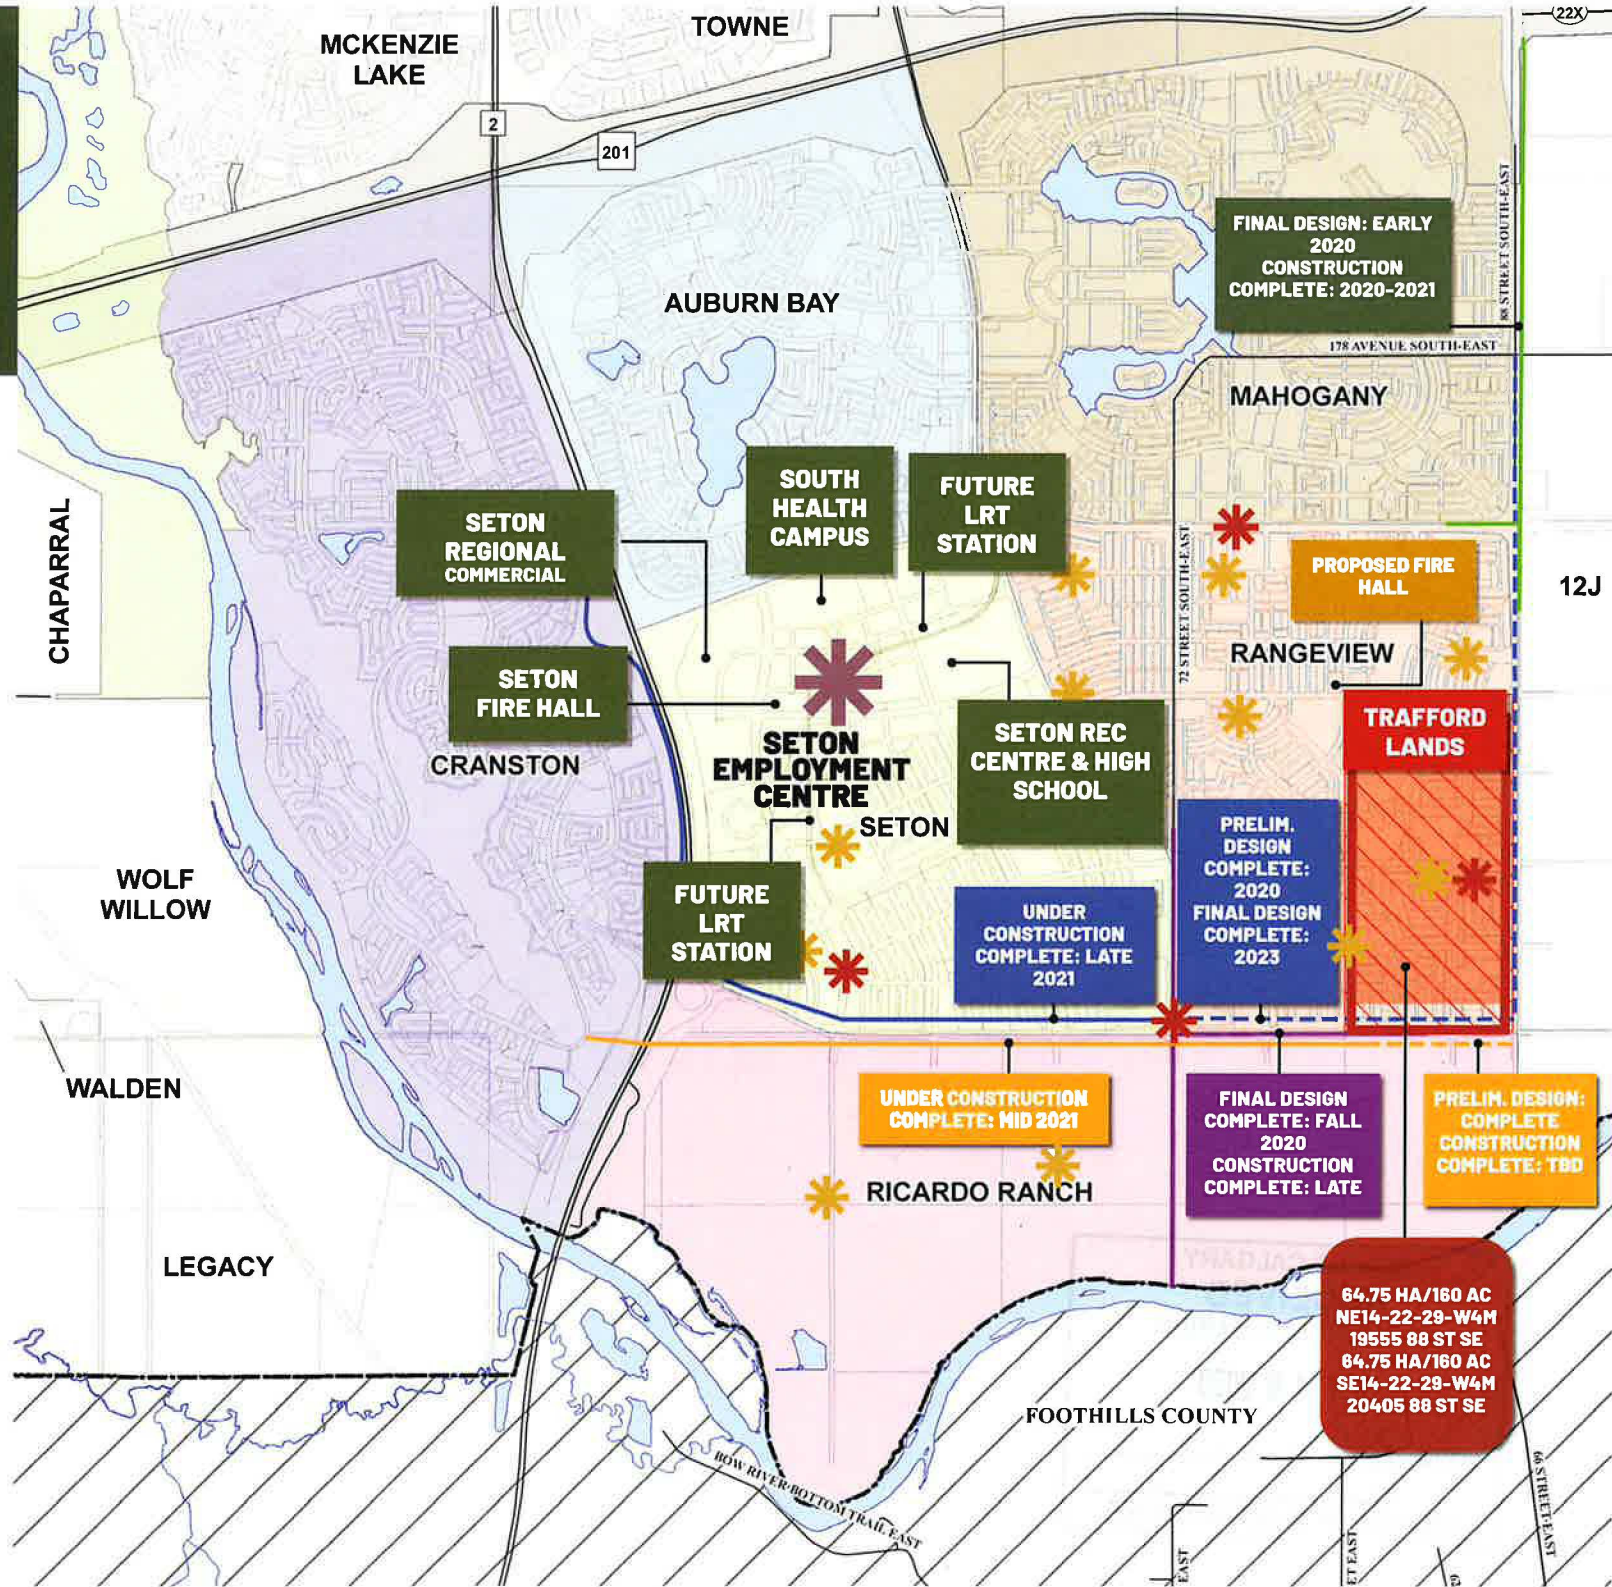 TOWNE
22X
MCKENZIE
LAKE
2
201
88 STREET SOUTH-EAST
FINAL DESIGN: EARLY
2020
CONSTRUCTION
COMPLETE: 2020-2021
AUBURN BAY
178 AVENUE SOUTH-EAST
MAHOGANY
SOUTH
HEALTH
CAMPUS
FUTURE
LRT
STATION
SETON
REGIONAL
COMMERCIAL
CHAPARRAL
72 STREET SOUTH-EAST
PROPOSED FIRE
HALL
12J
RANGEVIEW
SETON
FIRE HALL
CRANSTON
SETON
EMPLOYMENT
CENTRE
SETON REC
CENTRE & HIGH
SCHOOL
TRAFFORD
LANDS
SETON
PRELIM.
DESIGN
COMPLETE:
2020
FINAL DESIGN
COMPLETE:
2023
WOLF
WILLOW
FUTURE
LRT
STATION
UNDER
CONSTRUCTION
COMPLETE: LATE
2021
WALDEN
UNDER CONSTRUCTION
COMPLETE: MID 2021
FINAL DESIGN
COMPLETE: FALL
2020
CONSTRUCTION
COMPLETE: LATE
PRELIM. DESIGN:
COMPLETE
CONSTRUCTION
COMPLETE: TBD
RICARDO RANCH
LEGACY
64.75 HA/160 AC
NE14-22-29-W4M
19555 88 ST SE
64.75 HA/160 AC
SE14-22-29-W4M
20405 88 ST SE
FOOTHILLS COUNTY
BOW RIVER BOTTOM TRAIL EAST
66 STREET EAST
EAST
ET EAST